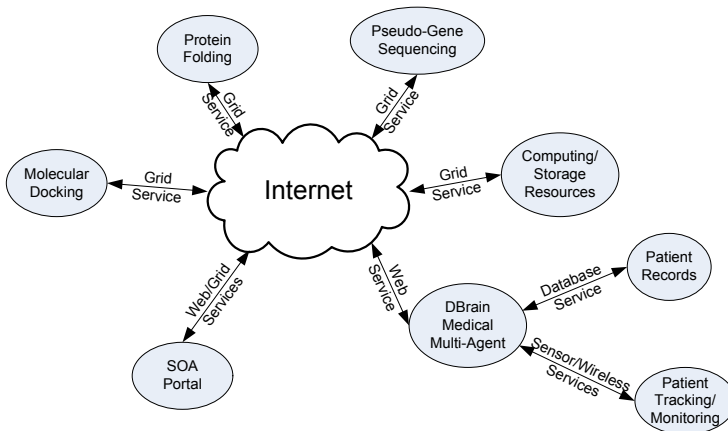 Protein
Folding
Pseudo-Gene
Sequencing
Grid
Service
Grid
Service
Molecular
Docking
Grid
Service
Internet
Grid
Service
Computing/
Storage
Resources
Web/Grid
Services
Web
Service
SOA
Portal
DBrain
Medical
Multi-Agent
Database
Service
Patient
Records
Sensor/Wireless
Services
Patient
Tracking/
Monitoring